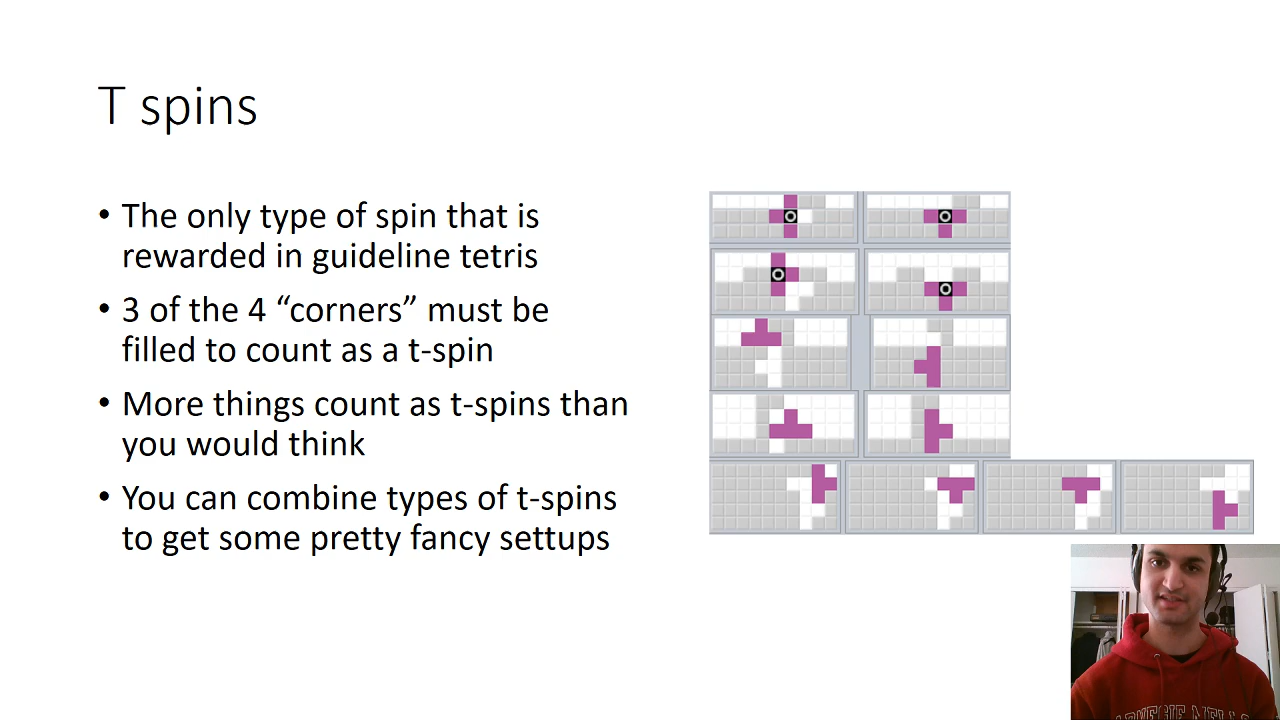 T spins
• The only type of spin that is
rewarded in guideline tetris
• 3 of the 4 “corners” must be
filled to count as a t-spin
• More things count as t-spins than
you would think
• You can combine types of t-spins
to get some pretty fancy settups